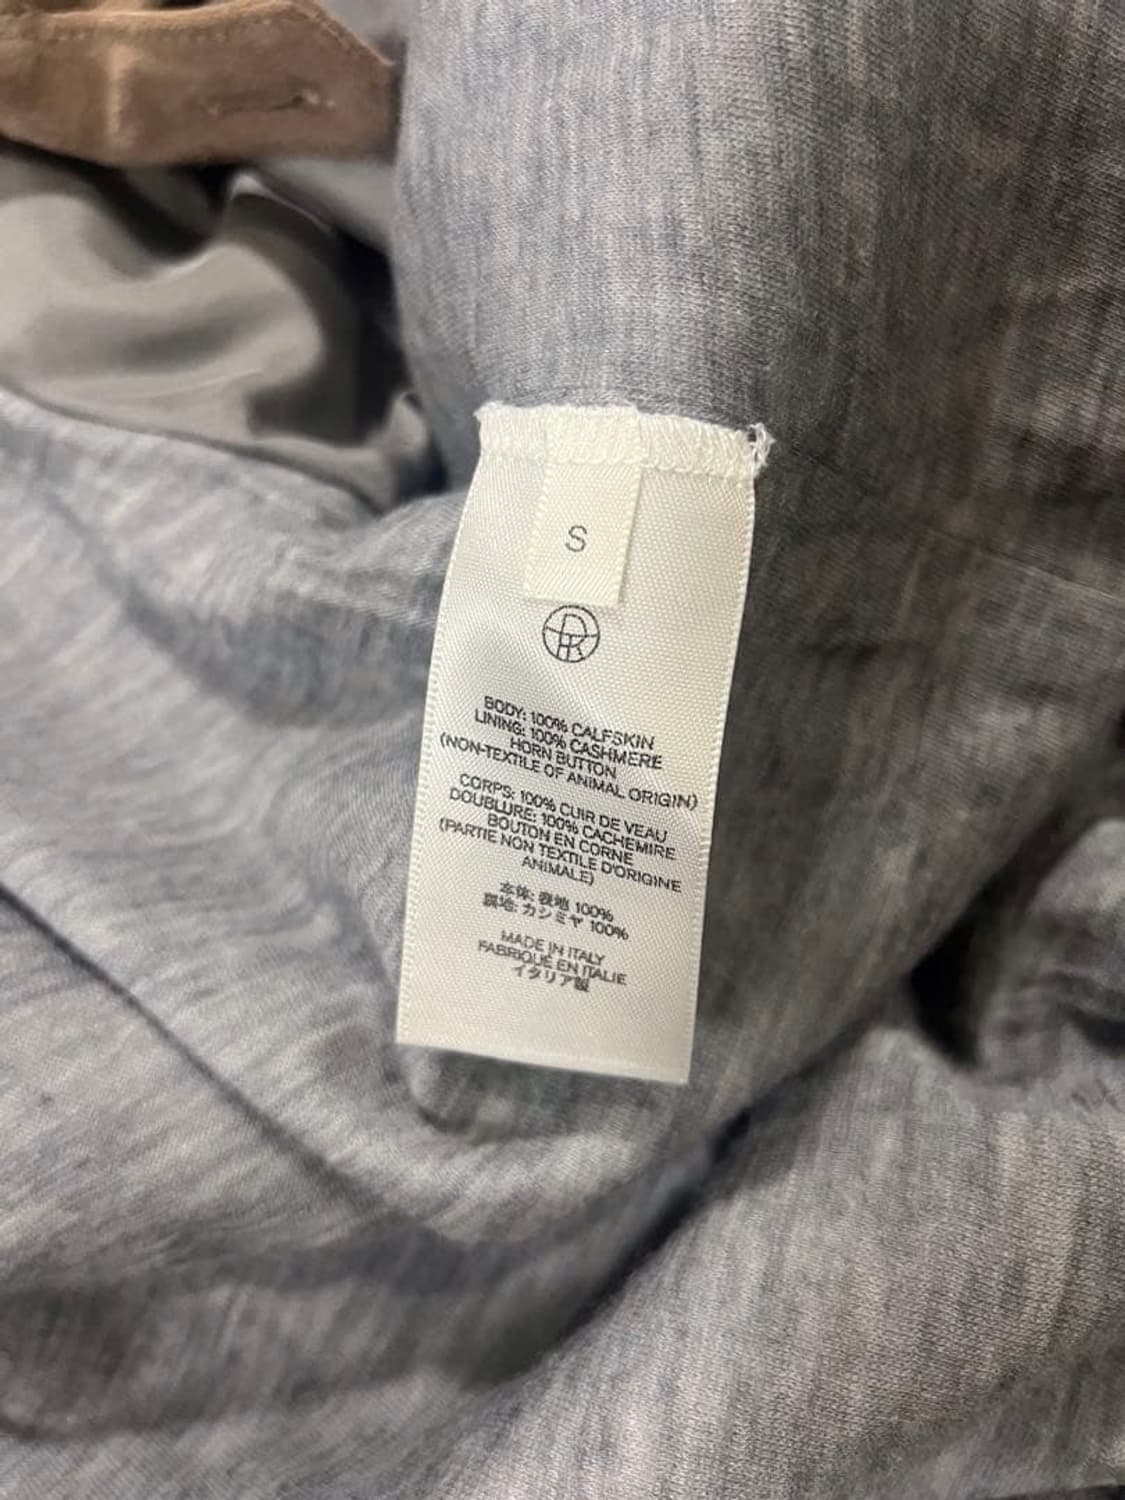 S
BODY: 100% CALFSKIN
LINING: 100% CASHMERE
HORN BUTTON
(NON-TEXTILE OF ANIMAL ORIGIN)
CORPS: 100% CUIR DE VEAU
DOUBLURE: 100% CACHEMIRE
BOUTON EN CORNE
(PARTIE NON TEXTILE D'ORIGINE
ANIMALE)
本体: 表地 100%
裏地: カシミヤ 100%
MADE IN ITALY
FABRIQUÉ EN ITALIE
イタリア製